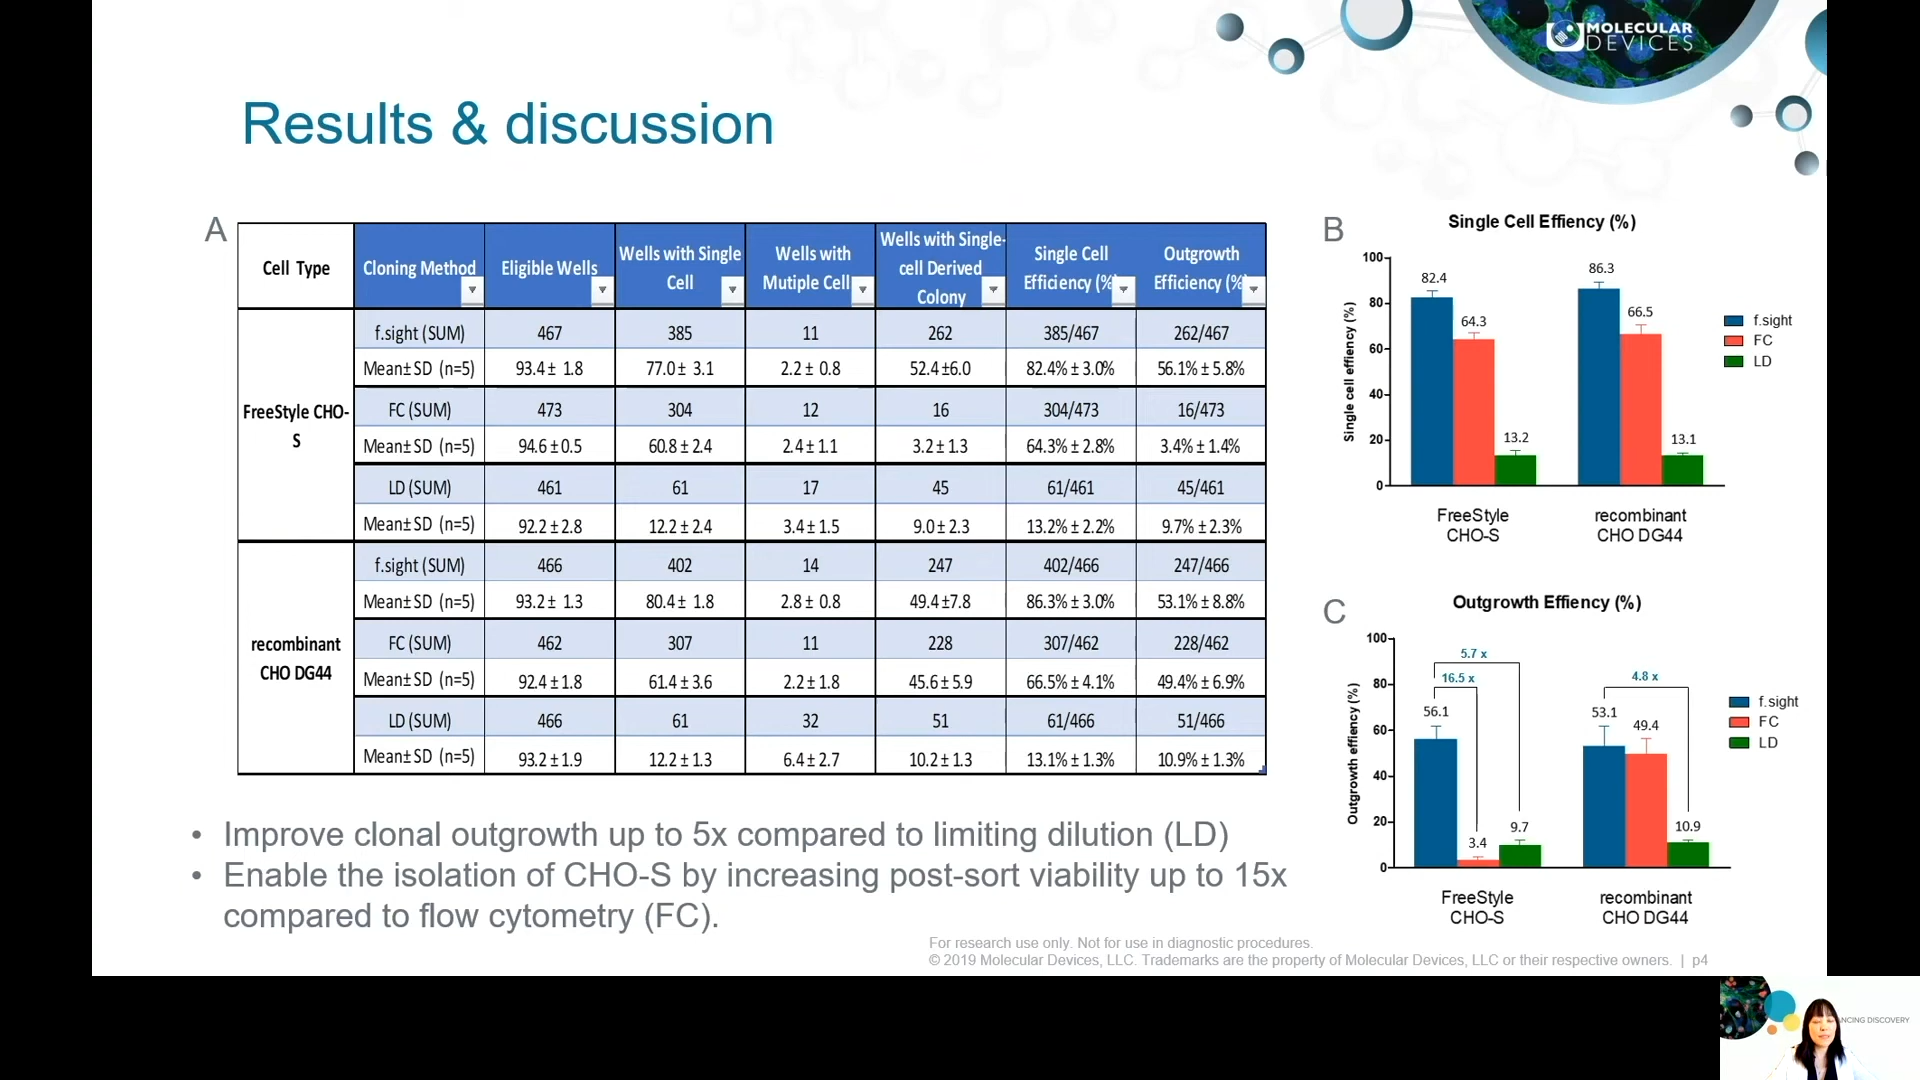 MOLECULAR
DEVICES
Results & discussion
A
Cell Type
Cloning Method
Eligible Wells
Wells with Single
Cell
Wells with
Mutiple Cell
Wells with Single-
cell Derived
Colony
Single Cell
Efficiency (%
Outgrowth
Efficiency (%
FreeStyle CHO-
S
f.sight (SUM) 467 385 11 262 385/467 262/467
Mean± SD (n=5) 93.4 ± 1.8 77.0 ± 3.1 2.2 ± 0.8 52.4 ±6.0 82.4% ± 3.0% 56.1% ± 5.8%
FC (SUM) 473 304 12 16 304/473 16/473
Mean± SD (n=5) 94.6 ± 0.5 60.8 ± 2.4 2.4 ± 1.1 3.2 ± 1.3 64.3% ± 2.8% 3.4% ± 1.4%
LD (SUM) 461 61 17 45 61/461 45/461
Mean± SD (n=5) 92.2 ± 2.8 12.2 ± 2.4 3.4 ± 1.5 9.0 ± 2.3 13.2% ± 2.2% 9.7% ± 2.3%
recombinant
CHO DG44
f.sight (SUM) 466 402 14 247 402/466 247/466
Mean± SD (n=5) 93.2 ± 1.3 80.4 ± 1.8 2.8 ± 0.8 49.4 ±7.8 86.3% ± 3.0% 53.1% ± 8.8%
FC (SUM) 462 307 11 228 307/462 228/462
Mean± SD (n=5) 92.4 ± 1.8 61.4 ± 3.6 2.2 ± 1.8 45.6 ± 5.9 66.5% ± 4.1% 49.4% ± 6.9%
LD (SUM) 466 61 32 51 61/466 51/466
Mean± SD (n=5) 93.2 ± 1.9 12.2 ± 1.3 6.4 ± 2.7 10.2 ± 1.3 13.1% ± 1.3% 10.9% ± 1.3%
B
Single Cell Effiency (%)
Single cell effiency (%)
100
80
60
40
20
0
82.4
64.3
13.2
86.3
66.5
13.1
FreeStyle
CHO-S
recombinant
CHO DG44
f.sight
FC
LD
C
Outgrowth Effiency (%)
Outgrowth effiency (%)
100
80
60
40
20
0
5.7 x
16.5 x
4.8 x
56.1
3.4
9.7
53.1
49.4
10.9
FreeStyle
CHO-S
recombinant
CHO DG44
f.sight
FC
LD
• Improve clonal outgrowth up to 5x compared to limiting dilution (LD)
• Enable the isolation of CHO-S by increasing post-sort viability up to 15x
compared to flow cytometry (FC).
For research use only. Not for use in diagnostic procedures.
© 2019 Molecular Devices, LLC. Trademarks are the property of Molecular Devices, LLC or their respective owners. | p4
NCING DISCOVERY